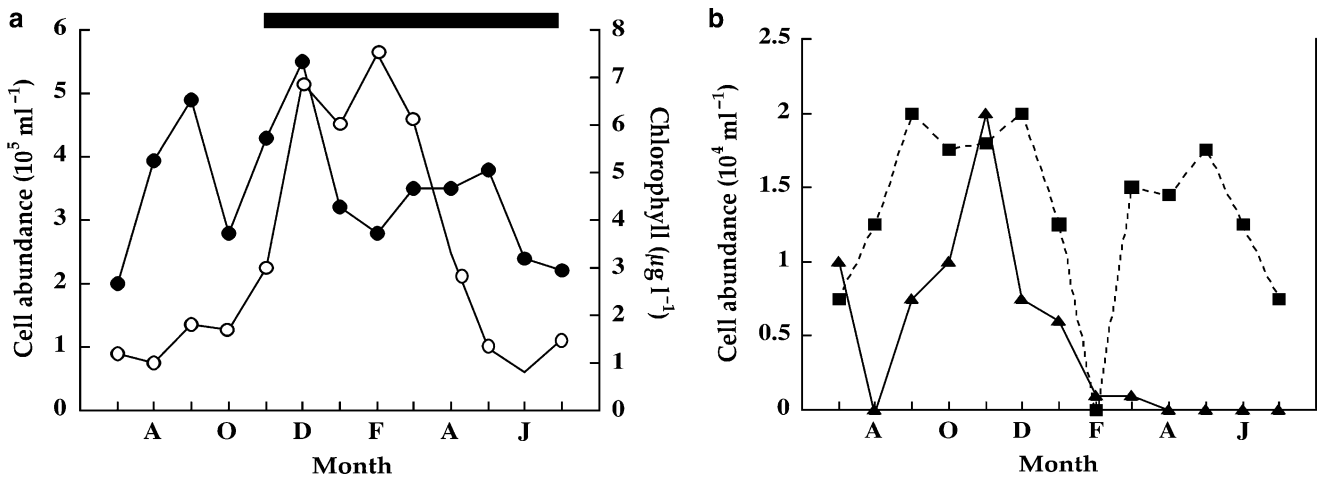 a
6
5
4
3
2
1
0
Cell abundance (10⁵ ml⁻¹)
8
7
6
5
4
3
2
1
0
Chlorophyll (µg l⁻¹)
A O D F A J
Month
b
2.5
2
1.5
1
0.5
0
Cell abundance (10⁴ ml⁻¹)
A O D F A J
Month